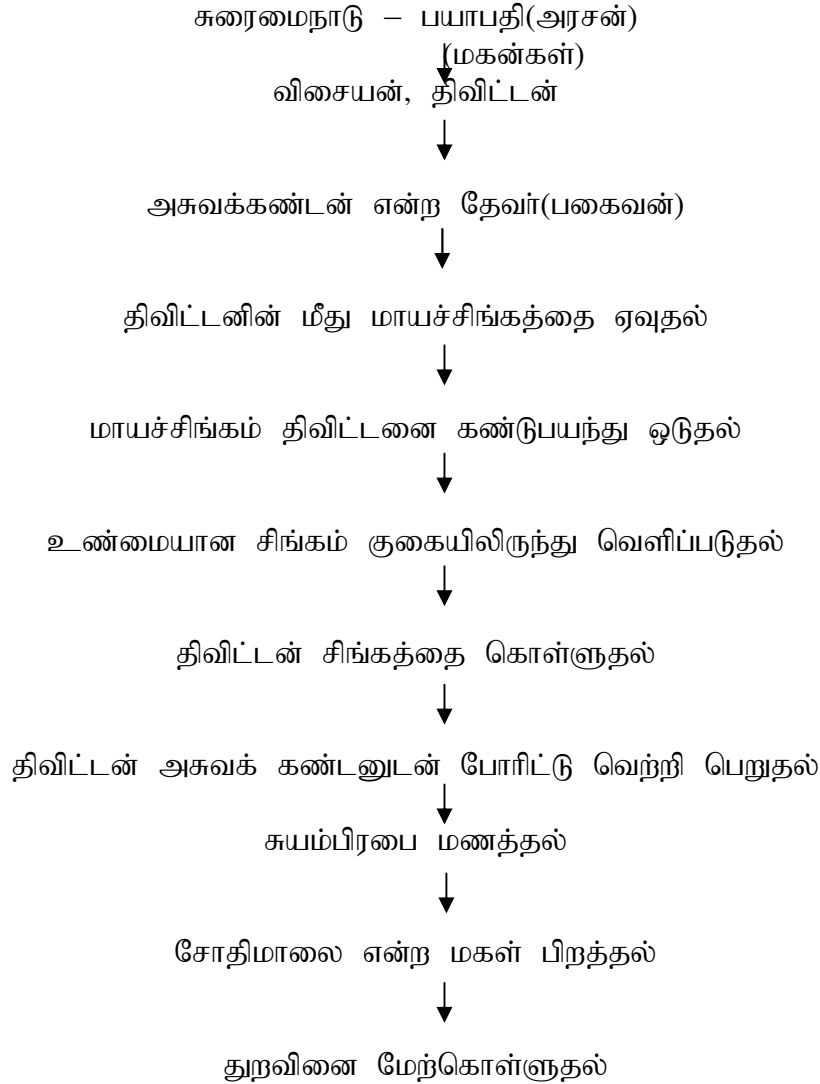 சுரைமைநாடு – பயாபதி(அரசன்)
(மகன்கள்)
விசையன், திவிட்டன்
அசுவக்கண்டன் என்ற தேவர்(பகைவன்)
திவிட்டனின் மீது மாயச்சிங்கத்தை ஏவுதல்
மாயச்சிங்கம் திவிட்டனை கண்டுபயந்து ஒடுதல்
உண்மையான சிங்கம் குகையிலிருந்து வெளிப்படுதல்
திவிட்டன் சிங்கத்தை கொள்ளுதல்
திவிட்டன் அசுவக் கண்டனுடன் போரிட்டு வெற்றி பெறுதல்
சுயம்பிரபை மணத்தல்
சோதிமாலை என்ற மகள் பிறத்தல்
துறவினை மேற்கொள்ளுதல்